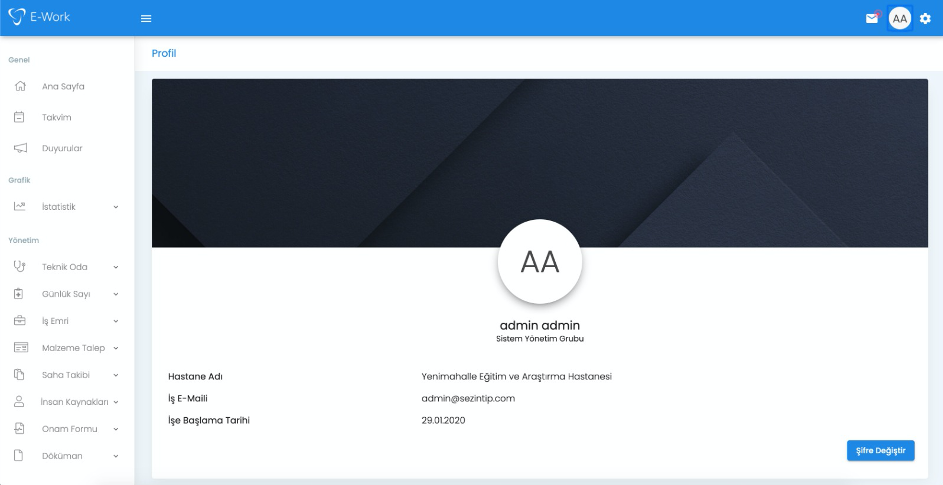 E-Work
AA
Profil
Genel
Ana Sayfa
Takvim
Duyurular
Grafik
İstatistik
Yönetim
Teknik Oda
Günlük Sayı
İş Emri
Malzeme Talep
Saha Takibi
İnsan Kaynakları
Onam Formu
Döküman
AA
admin admin
Sistem Yönetim Grubu
Hastane Adı Yenimahalle Eğitim ve Araştırma Hastanesi
İş E-Maili admin@sezintip.com
İşe Başlama Tarihi 29.01.2020
Şifre Değiştir